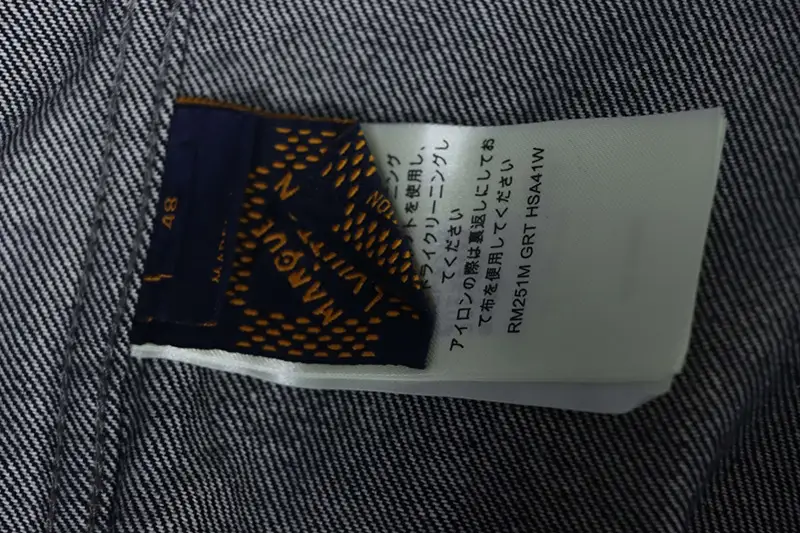 48
MARQUE
L. VUITTON
ニング
ットを使用し、
ドライクリーニングし
てください
アイロンの際は裏返しにしてお
て布を使用してください
RM251M GRT HSA41W